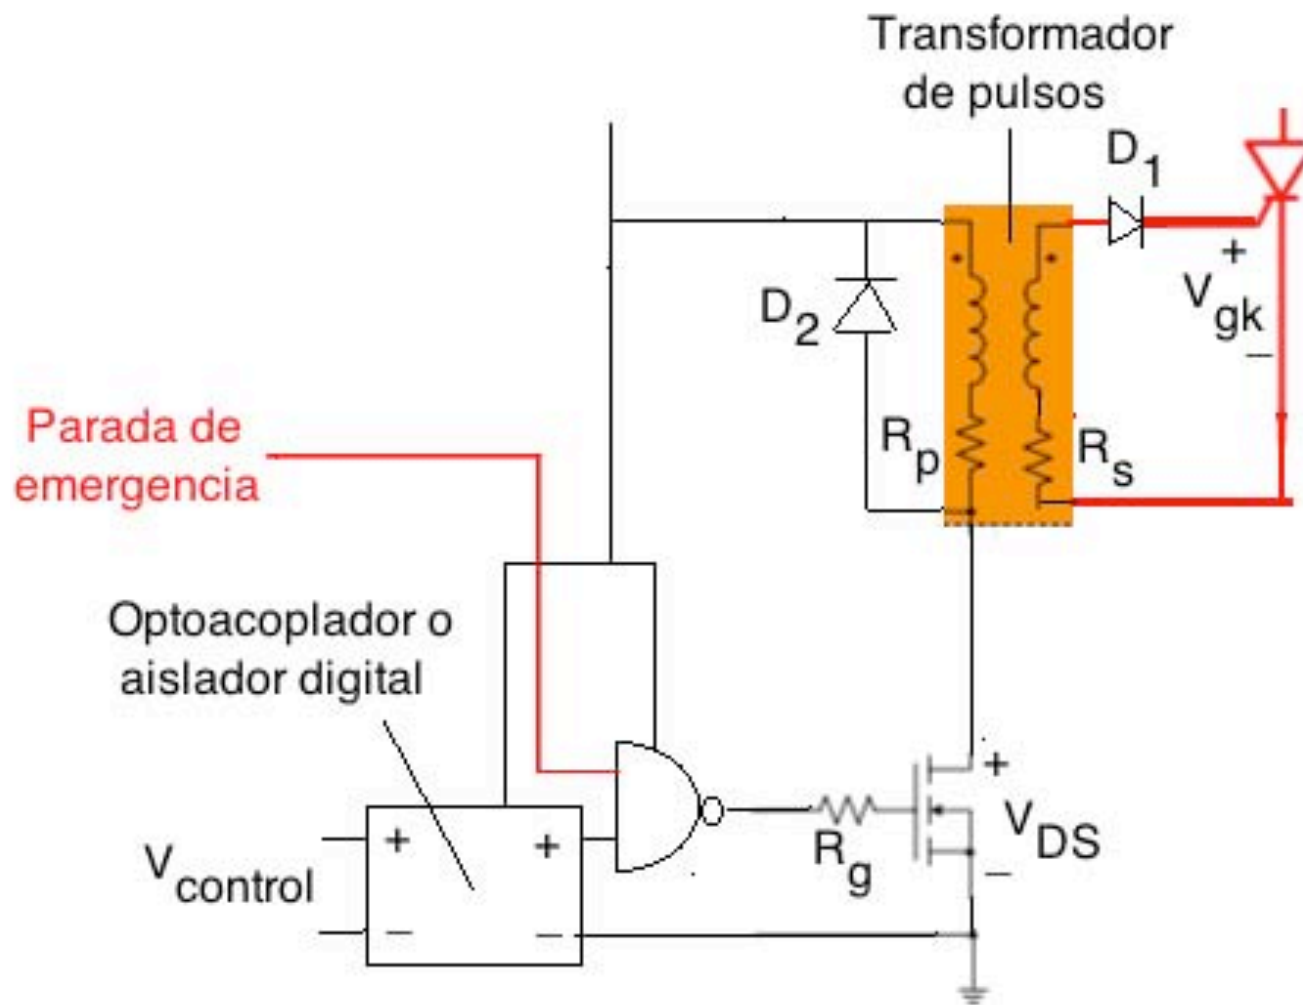 Transformador
de pulsos
D1
+
Vgk
−
D2
Rp
Rs
Parada de
emergencia
Optoacoplador o
aislador digital
+
VDS
−
Rg
Vcontrol
+
−
+
−